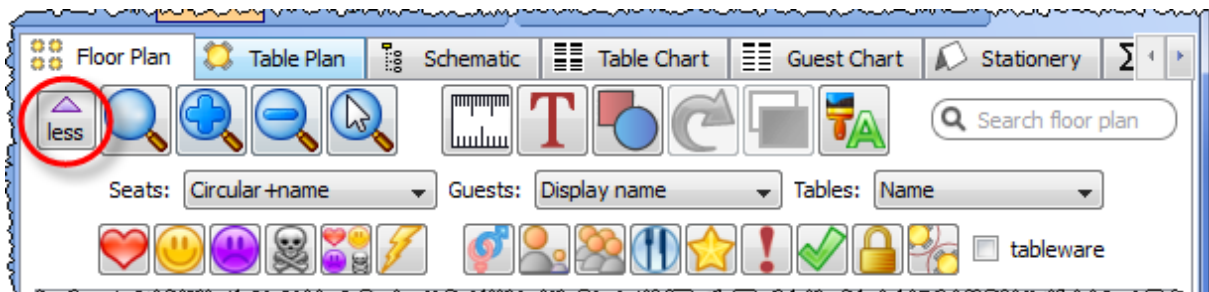 Floor Plan Table Plan Schematic Table Chart Guest Chart Stationery Σ
less T A Search floor plan
Seats: Circular +name Guests: Display name Tables: Name
tableware